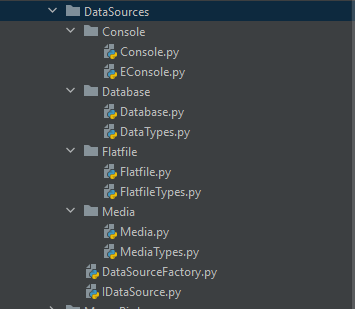 DataSources
Console
Console.py
EConsole.py
Database
Database.py
DataTypes.py
Flatfile
Flatfile.py
FlatfileTypes.py
Media
Media.py
MediaTypes.py
DataSourceFactory.py
IDataSource.py